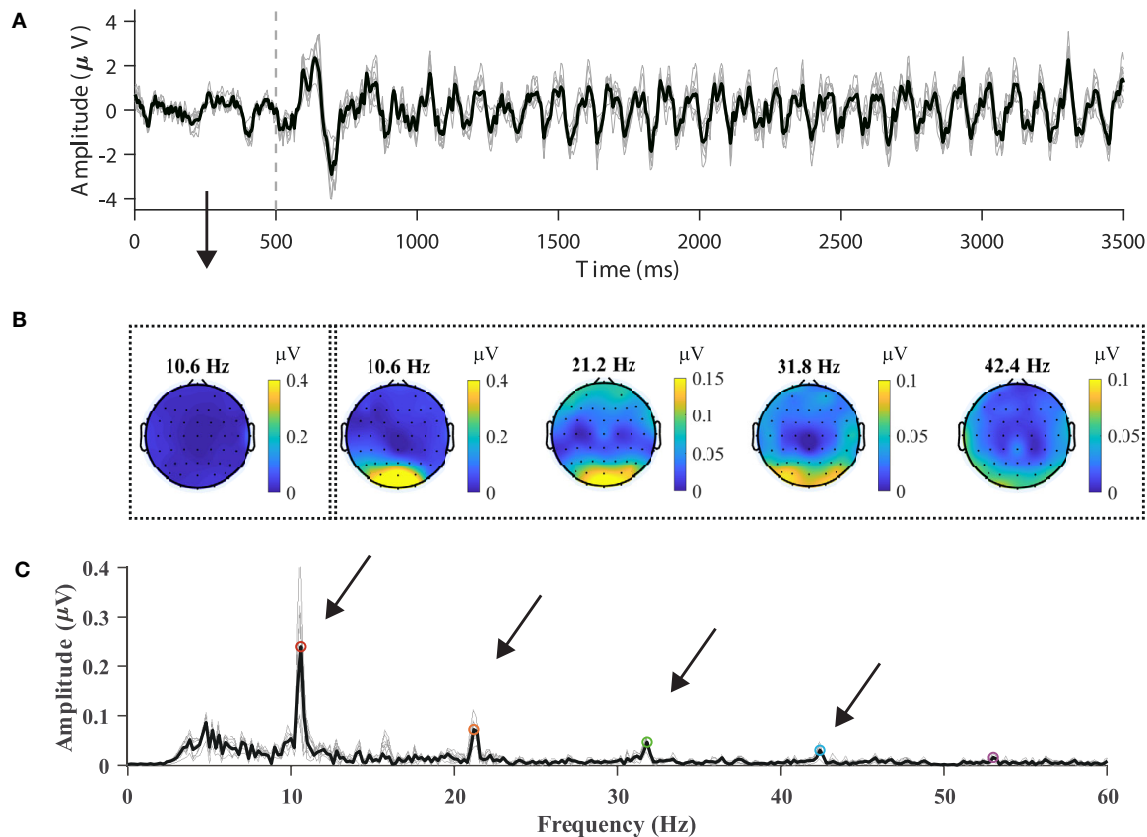 A
Amplitude (μV)
4
2
0
-2
-4
0 500 1000 1500 2000 2500 3000 3500
Time (ms)
B
10.6 Hz μV 0.4 0.2 0
10.6 Hz μV 0.4 0.2 0
21.2 Hz μV 0.15 0.1 0.05 0
31.8 Hz μV 0.1 0.05 0
42.4 Hz μV 0.1 0.05 0
C
Amplitude (μV)
0.4
0.3
0.2
0.1
0
0 10 20 30 40 50 60
Frequency (Hz)